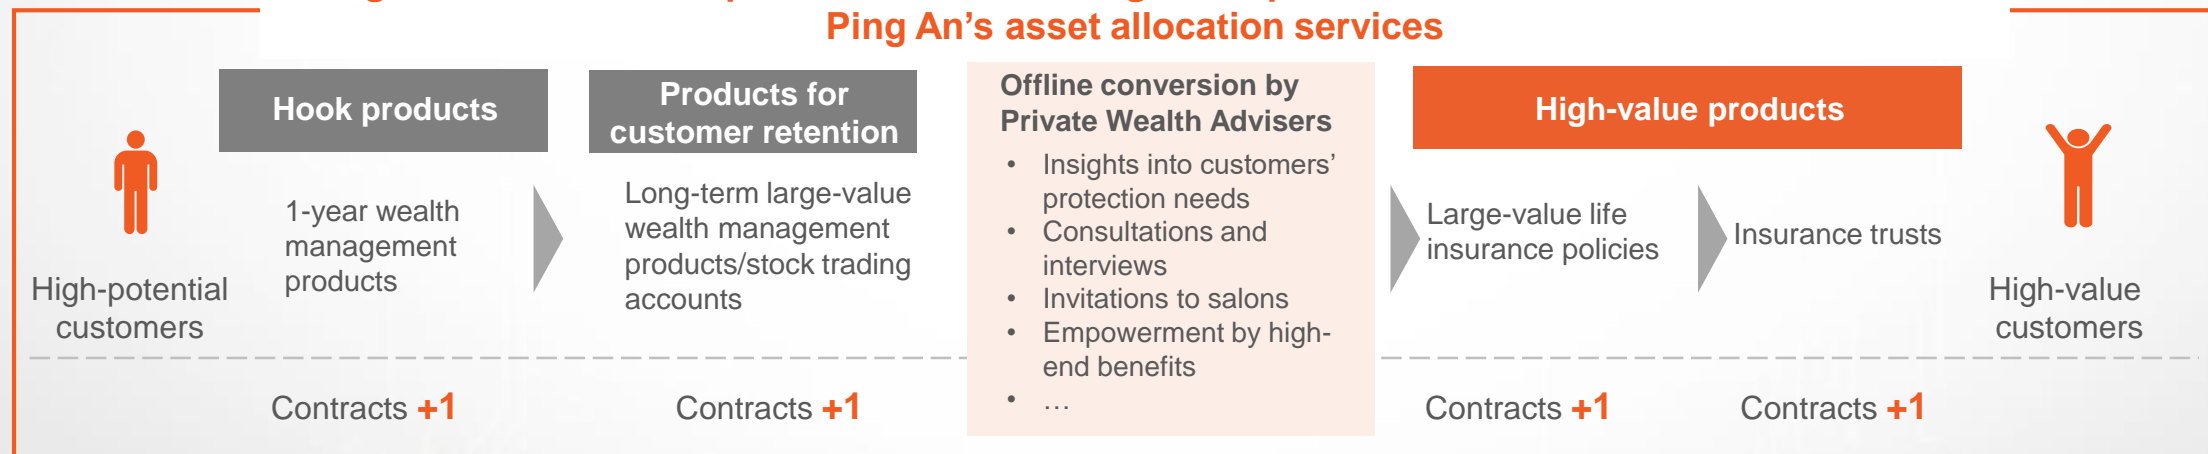 Ping An’s asset allocation services
Hook products
Products for
customer retention
Offline conversion by
Private Wealth Advisers
High-value products
• Insights into customers’
protection needs
• Consultations and
interviews
• Invitations to salons
• Empowerment by high-
end benefits
• …
1-year wealth
management
products
Long-term large-value
wealth management
products/stock trading
accounts
Large-value life
insurance policies
Insurance trusts
High-potential
customers
High-value
customers
Contracts +1
Contracts +1
Contracts +1
Contracts +1